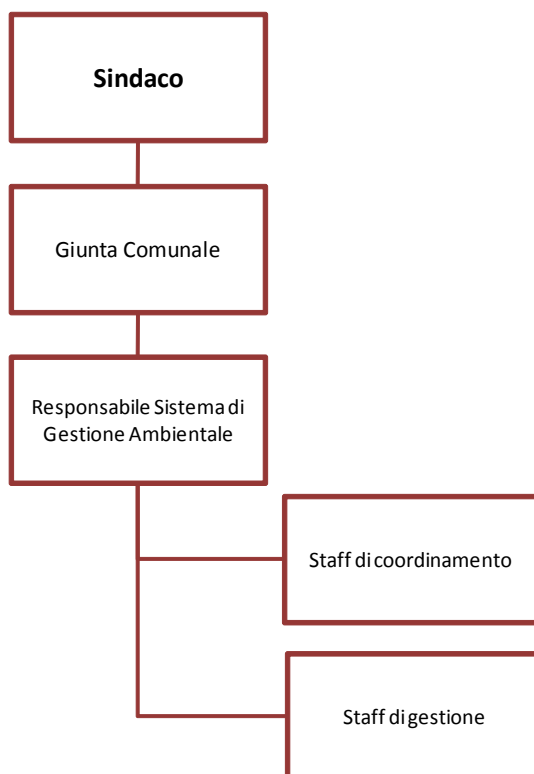 Sindaco
Giunta Comunale
Responsabile Sistema di
Gestione Ambientale
Staff di coordinamento
Staff di gestione